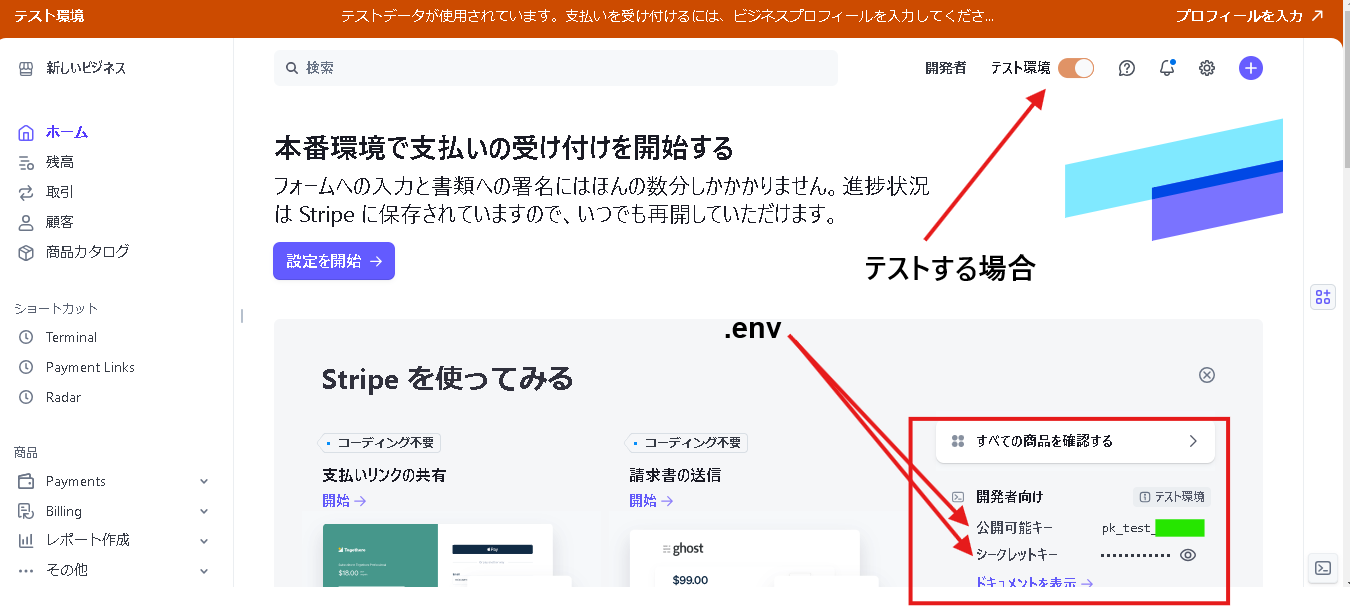 テスト環境
テストデータが使用されています。支払いを受け付けるには、ビジネスプロフィールを入力してくださ...
プロフィールを入力
新しいビジネス
検索
開発者
テスト環境
ホーム
残高
取引
顧客
商品カタログ
ショートカット
Terminal
Payment Links
Radar
商品
Payments
Billing
レポート作成
その他
本番環境で支払いの受け付けを開始する
フォームへの入力と書類への署名にはほんの数分しかかかりません。進捗状況
は Stripe に保存されていますので、いつでも再開していただけます。
設定を開始 →
テストする場合
.env
Stripe を使ってみる
コーディング不要
支払いリンクの共有
開始 →
コーディング不要
請求書の送信
開始 →
Pay
$18.00
ghost
$99.00
すべての商品を確認する
開発者向け
テスト環境
公開可能キー
pk_test_
シークレットキー
••••••••••••
ドキュメントを表示 →